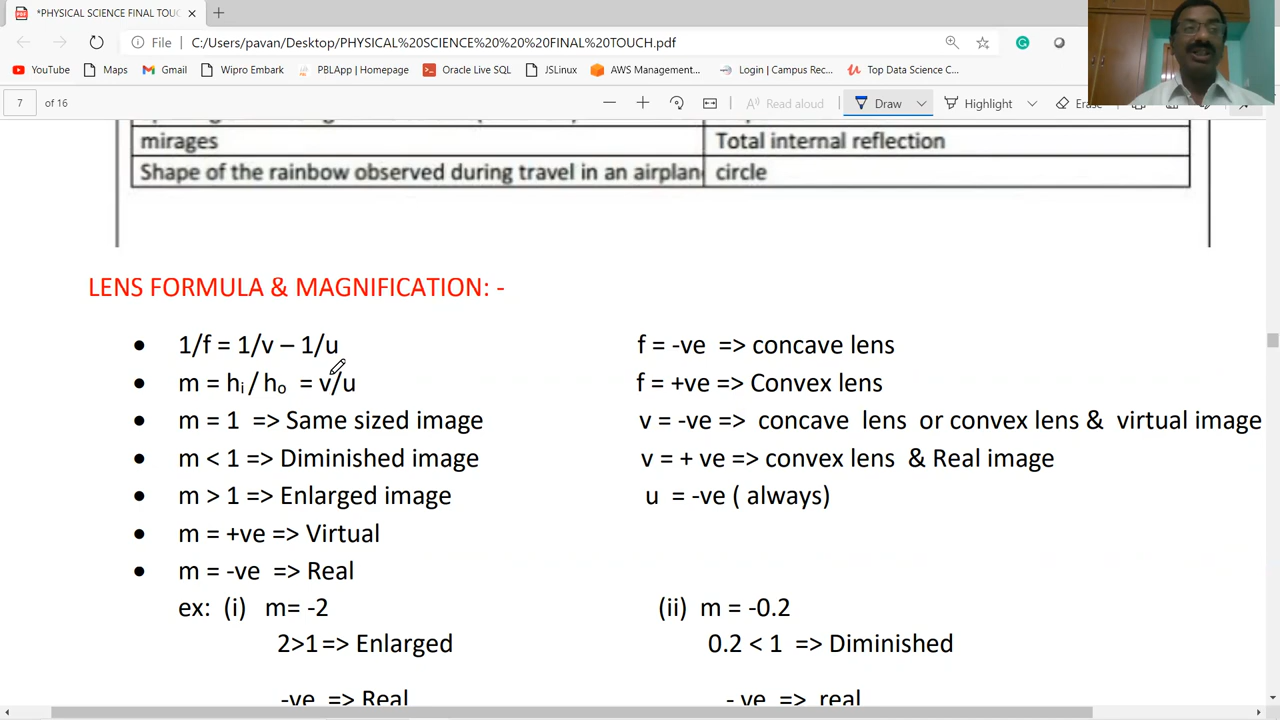 *PHYSICAL SCIENCE FINAL TOUC
File C:/Users/pavan/Desktop/PHYSICAL%20SCIENCE%20%20%20FINAL%20TOUCH.pdf
YouTube Maps Gmail Wipro Embark PBLApp | Homepage Oracle Live SQL JSLinux AWS Management... Login | Campus Rec... Top Data Science C...
7 of 16 Read aloud Draw Highlight Erase
mirages Total internal reflection
Shape of the rainbow observed during travel in an airplan circle
LENS FORMULA & MAGNIFICATION: -
• 1/f = 1/v – 1/u f = -ve => concave lens
• m = hᵢ / hₒ = v/u f = +ve => Convex lens
• m = 1 => Same sized image v = -ve => concave lens or convex lens & virtual image
• m < 1 => Diminished image v = + ve => convex lens & Real image
• m > 1 => Enlarged image u = -ve ( always)
• m = +ve => Virtual
• m = -ve => Real
ex: (i) m= -2 (ii) m = -0.2
2>1 => Enlarged 0.2 < 1 => Diminished
-ve => Real - ve => real